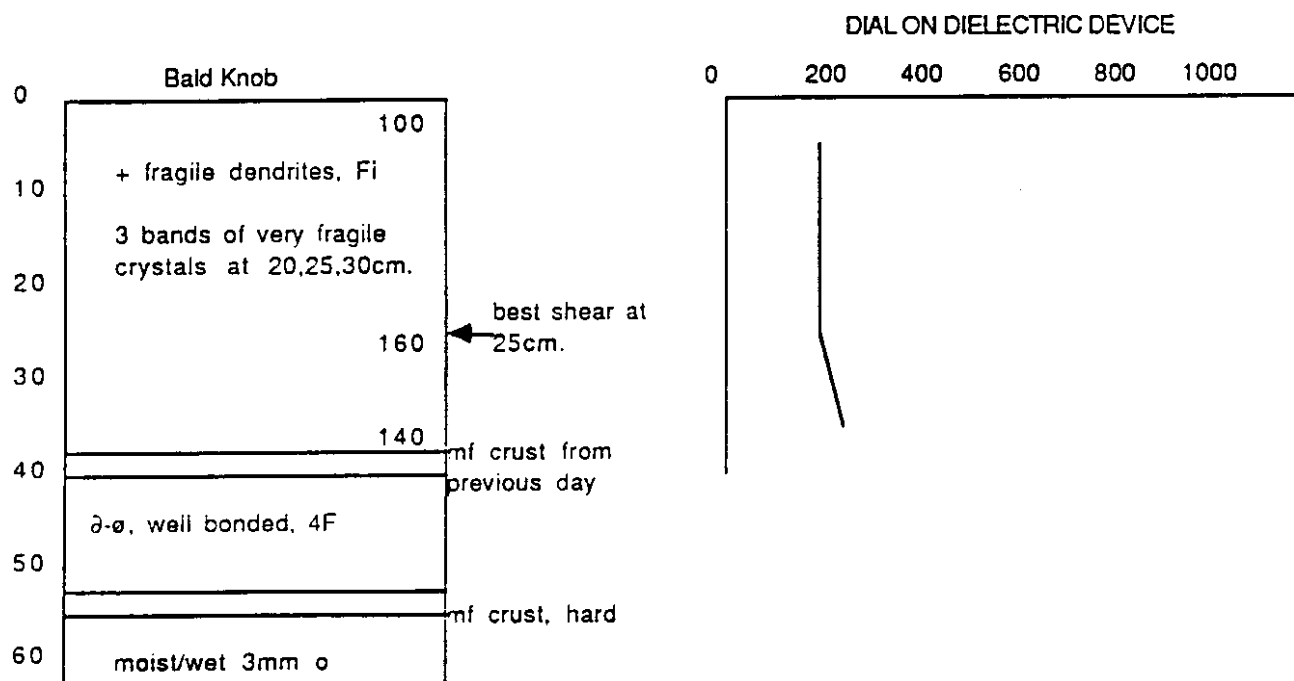 DIAL ON DIELECTRIC DEVICE
0 200 400 600 800 1000
Bald Knob
0
100
+ fragile dendrites, Fi
10
3 bands of very fragile
crystals at 20,25,30cm.
20
best shear at
25cm.
160
30
140
mf crust from
previous day
40
∂-ø, well bonded, 4F
50
mf crust, hard
60
moist/wet 3mm o